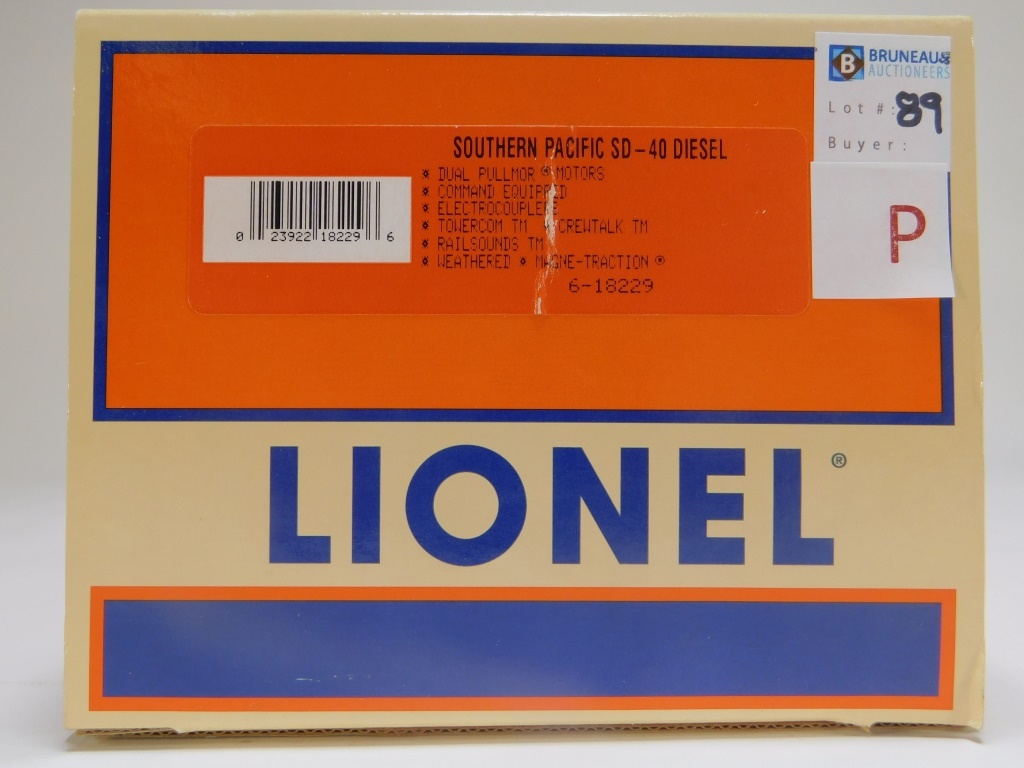 BRUNEAU &
AUCTIONEERS
Lot #: 89
Buyer:
P
SOUTHERN PACIFIC SD-40 DIESEL
* DUAL PULLMOR ® MOTORS
* COMMAND EQUIPPED
* ELECTROCOUPLERS
* TOWERCOM TM * CREWTALK TM
* RAILSOUNDS TM
* WEATHERED * MAGNE-TRACTION ®
6-18229
0 23922 18229 6
LIONEL ®